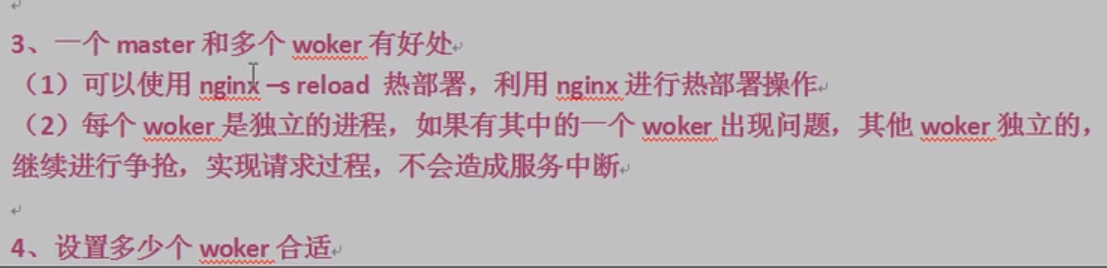 3、一个 master 和多个 woker 有好处
（1）可以使用 nginx –s reload 热部署，利用 nginx 进行热部署操作
（2）每个 woker 是独立的进程，如果有其中的一个 woker 出现问题，其他 woker 独立的，
继续进行争抢，实现请求过程，不会造成服务中断
4、设置多少个 woker 合适